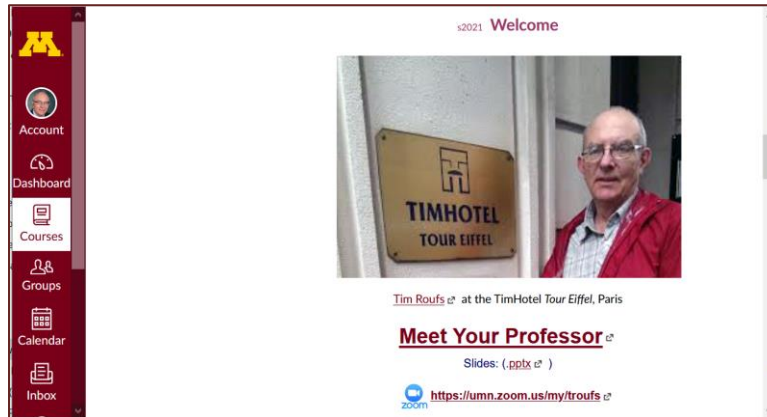 M
Account
Dashboard
Courses
Groups
Calendar
Inbox
s2021 Welcome
TIMHOTEL
TOUR EIFFEL
Tim Roufs at the TimHotel Tour Eiffel, Paris
Meet Your Professor
Slides: (.pptx )
zoom https://umn.zoom.us/my/troufs